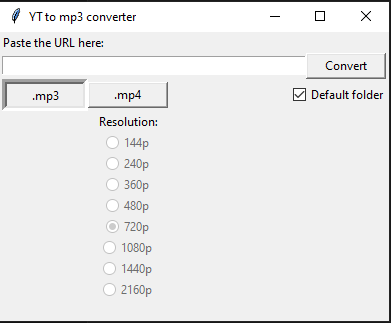 YT to mp3 converter
Paste the URL here:
Convert
.mp3 .mp4 Default folder
Resolution:
144p
240p
360p
480p
720p
1080p
1440p
2160p